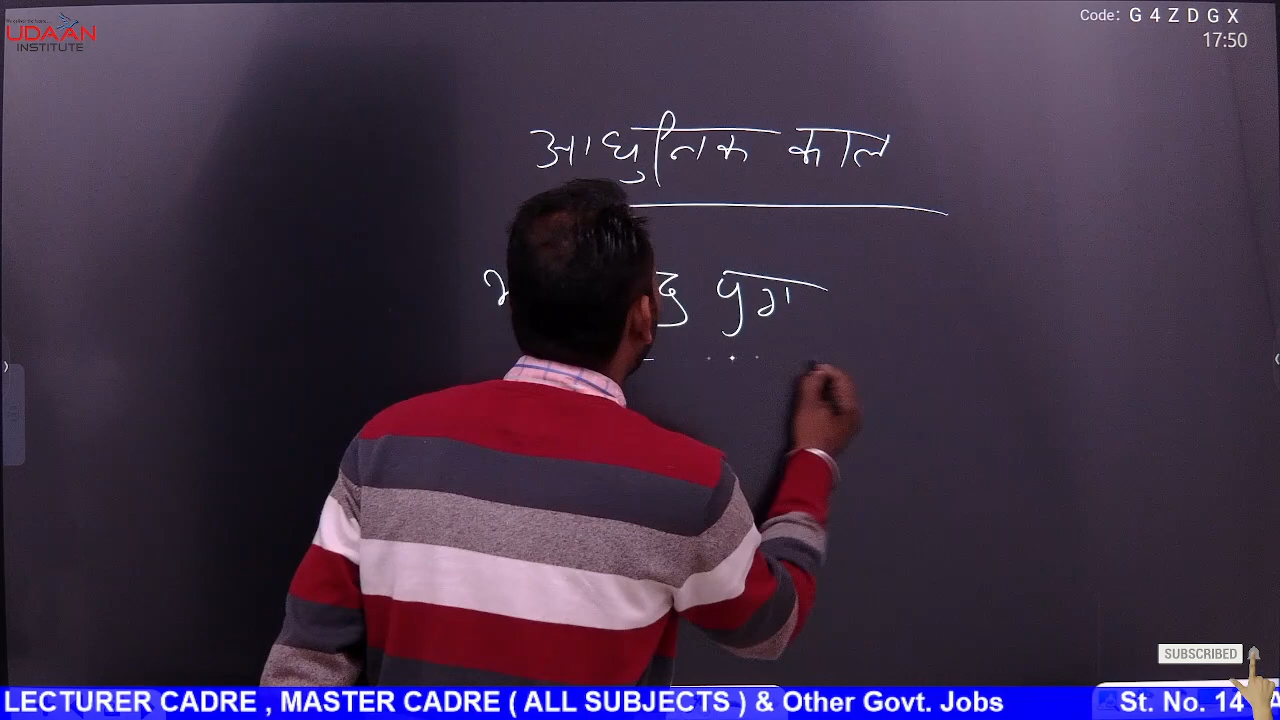 UDAAN
INSTITUTE
Code: G 4 Z D G X
17:50
आधुनिक काल
युग
SUBSCRIBED
LECTURER CADRE , MASTER CADRE ( ALL SUBJECTS ) & Other Govt. Jobs St. No. 14